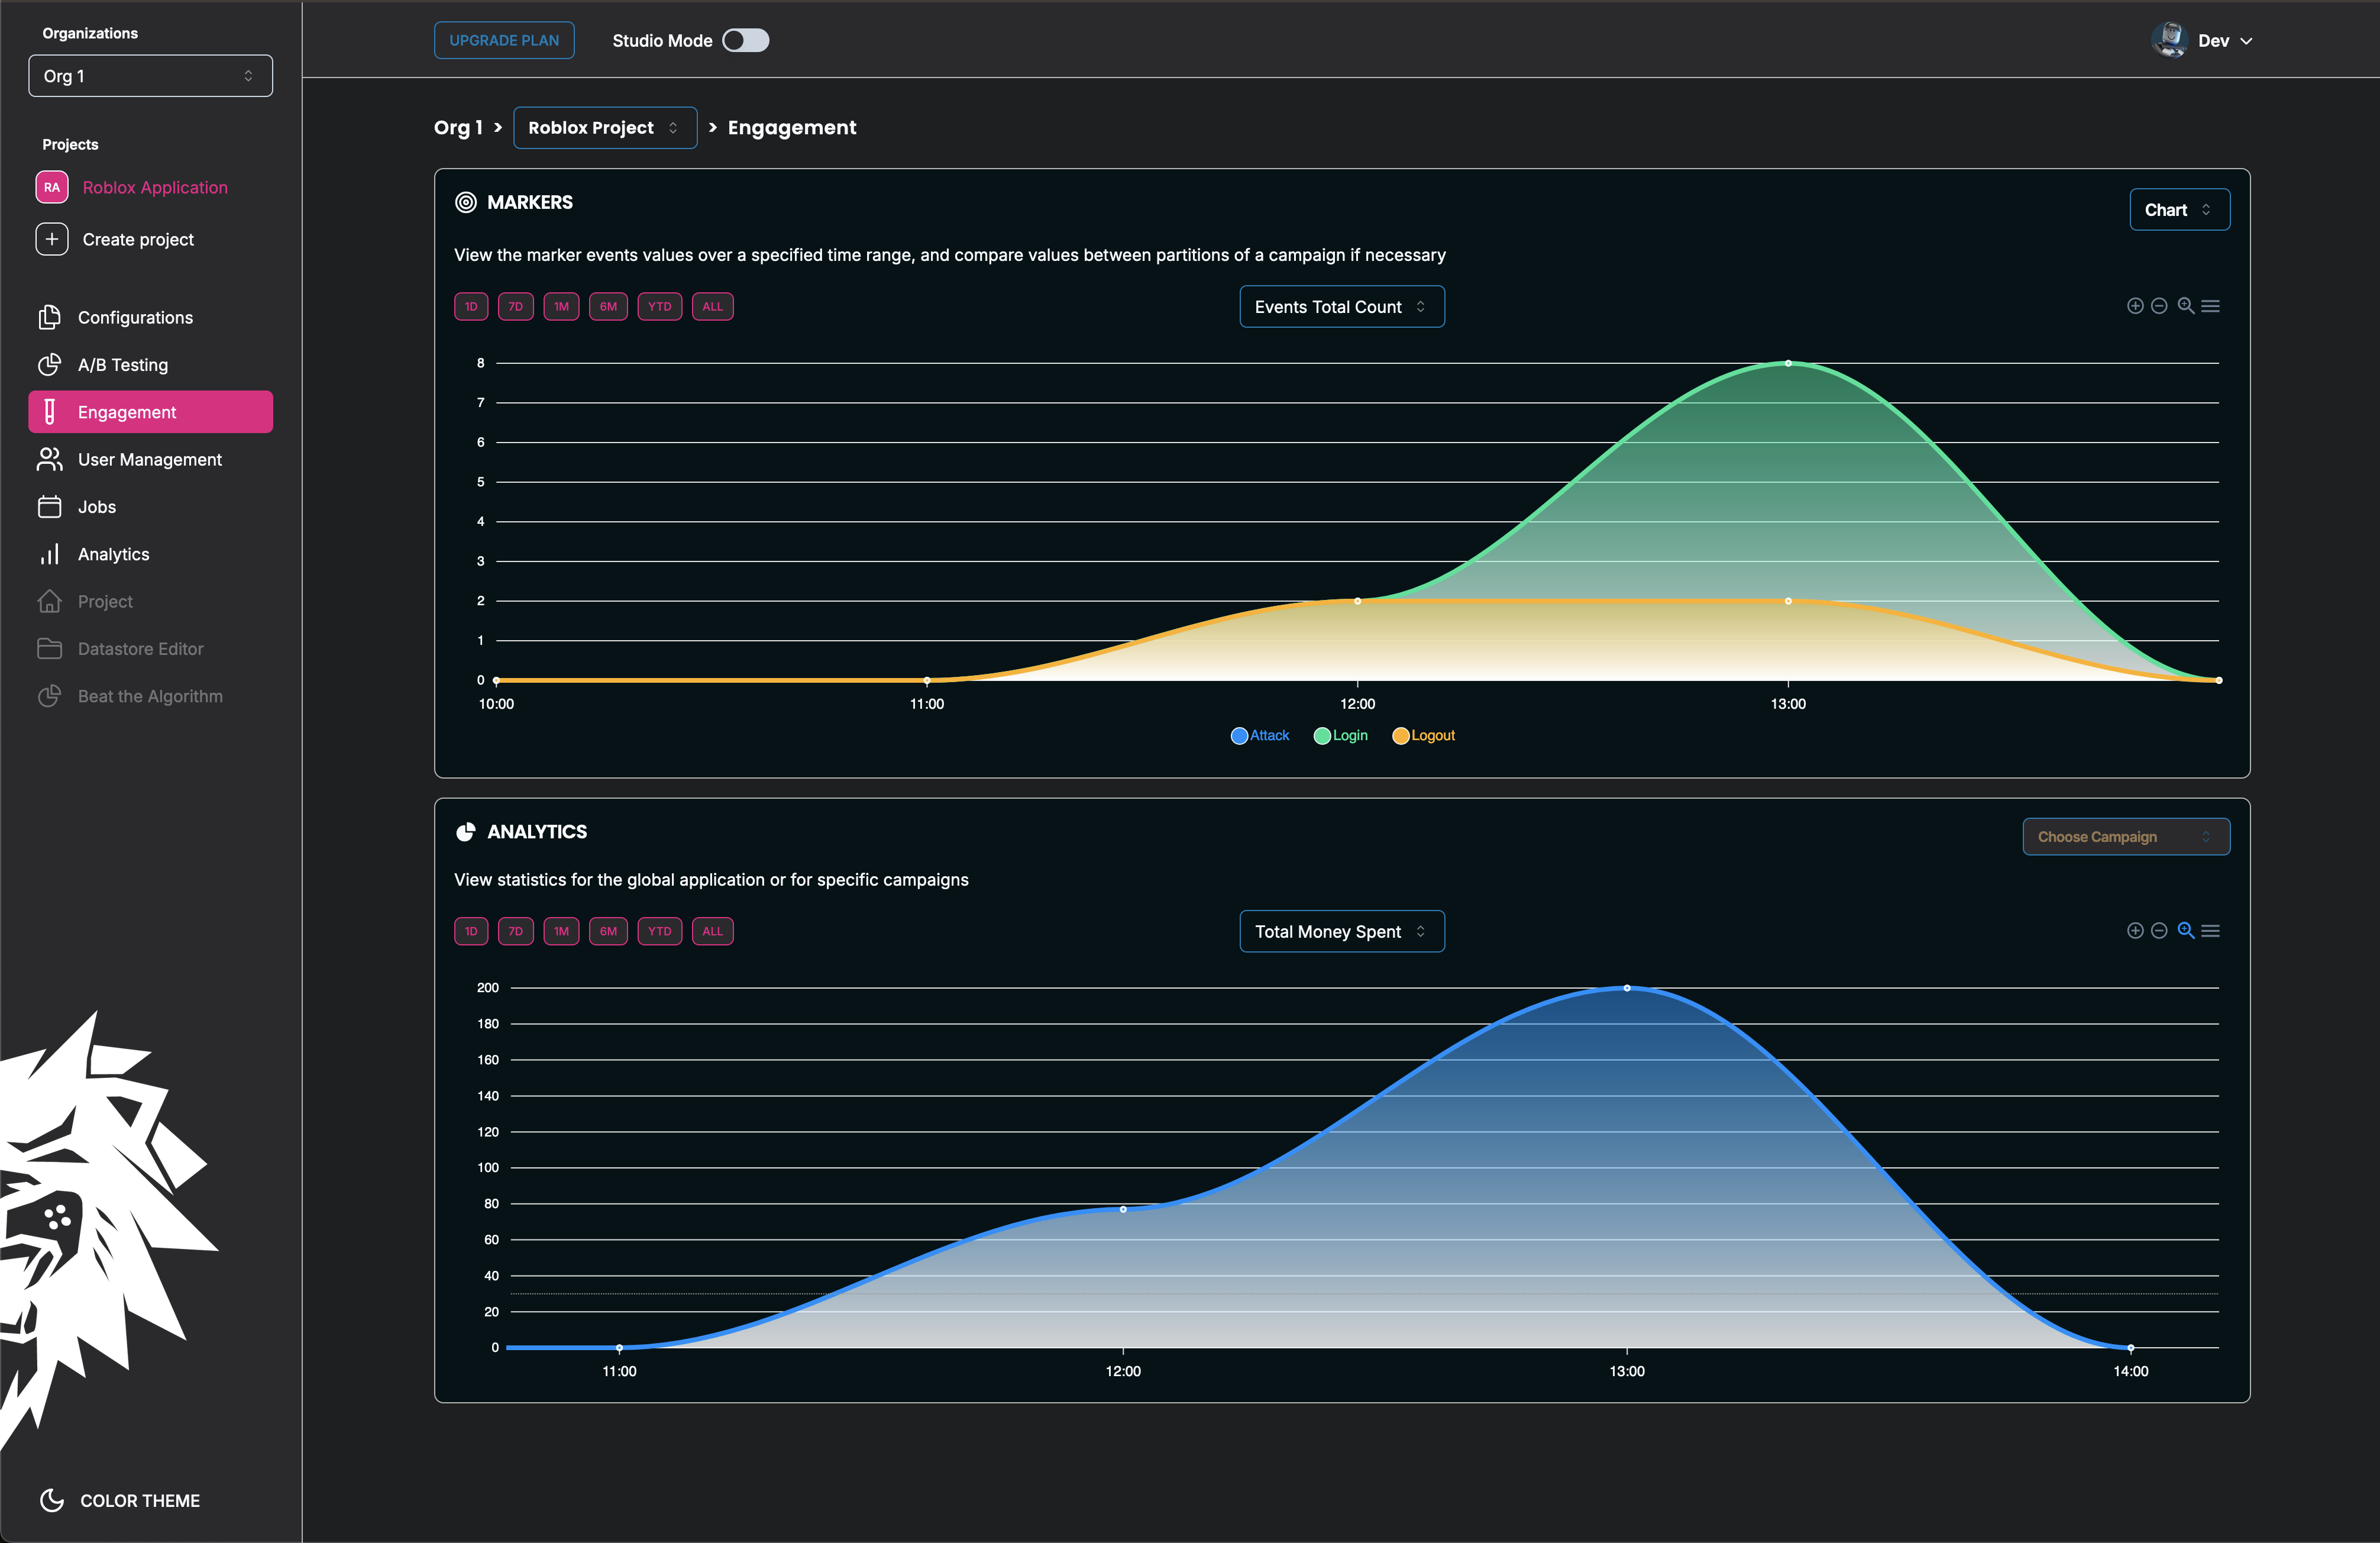 Organizations
Org 1
Projects
RA Roblox Application
Create project
Configurations
A/B Testing
Engagement
User Management
Jobs
Analytics
Project
Datastore Editor
Beat the Algorithm
COLOR THEME
UPGRADE PLAN Studio Mode Dev
Org 1 > Roblox Project > Engagement
MARKERS Chart
View the marker events values over a specified time range, and compare values between partitions of a campaign if necessary
1D 7D 1M 6M YTD ALL Events Total Count
8
7
6
5
4
3
2
1
0
10:00 11:00 12:00 13:00
Attack Login Logout
ANALYTICS Choose Campaign
View statistics for the global application or for specific campaigns
1D 7D 1M 6M YTD ALL Total Money Spent
200
180
160
140
120
100
80
60
40
20
0
11:00 12:00 13:00 14:00